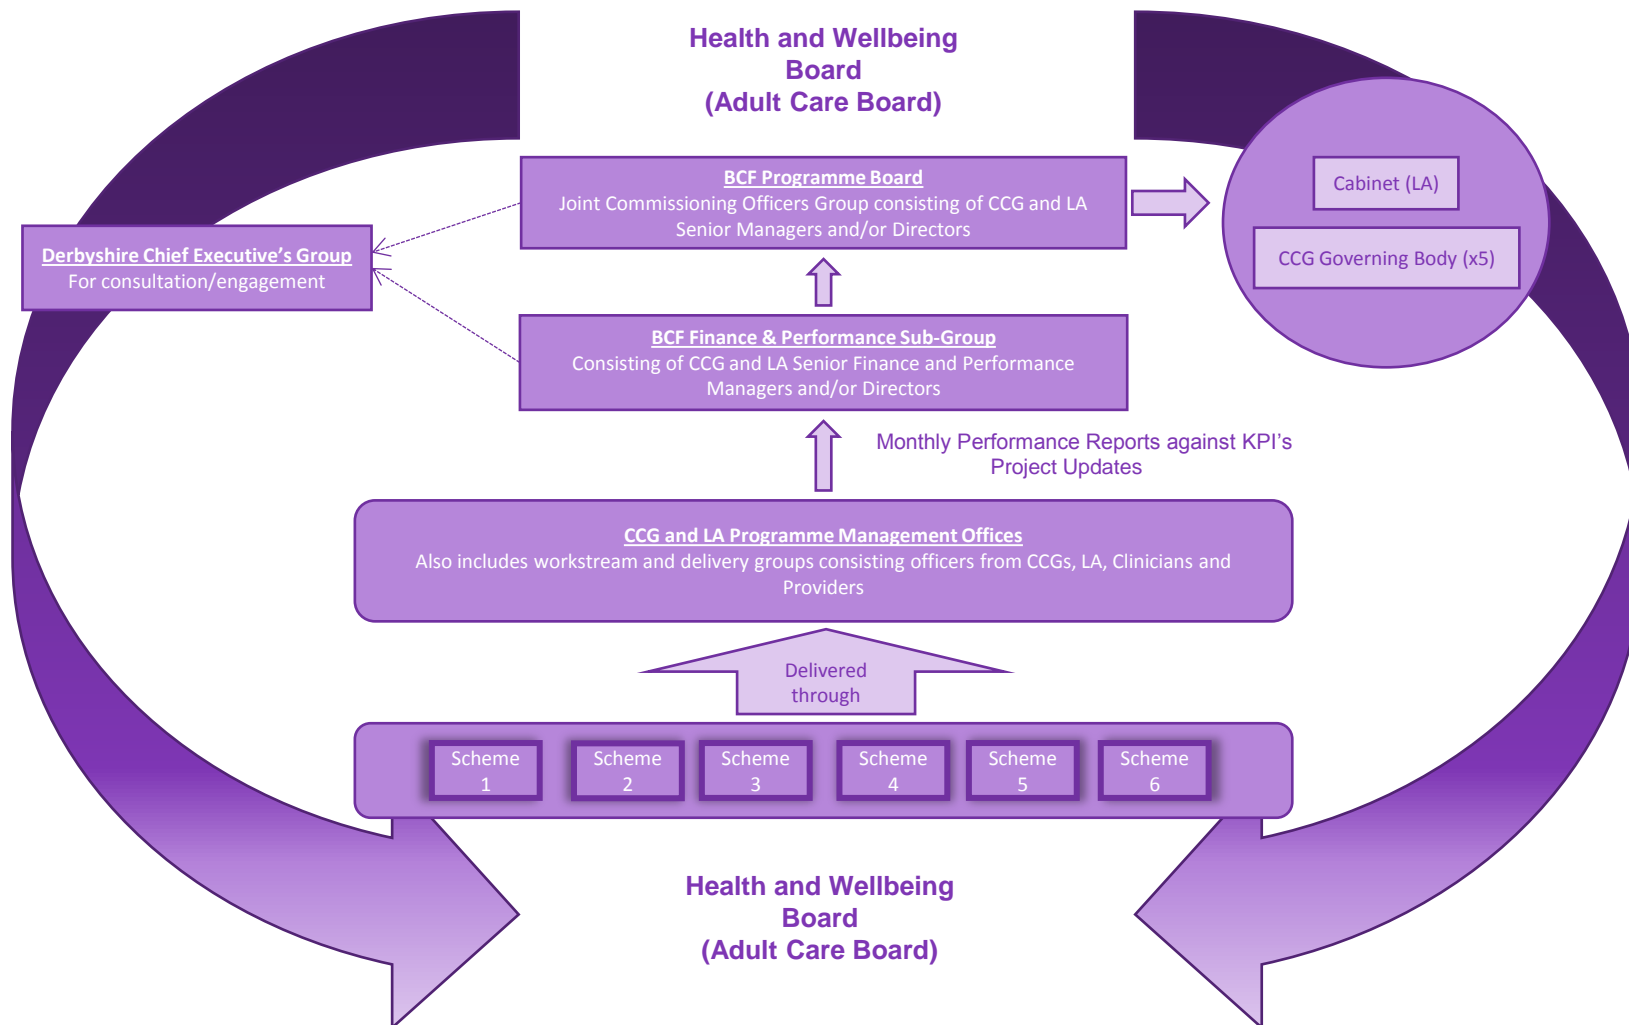 Health and Wellbeing
Board
(Adult Care Board)
BCF Programme Board
Joint Commissioning Officers Group consisting of CCG and LA
Senior Managers and/or Directors
Cabinet (LA)
CCG Governing Body (x5)
Derbyshire Chief Executive’s Group
For consultation/engagement
BCF Finance & Performance Sub-Group
Consisting of CCG and LA Senior Finance and Performance
Managers and/or Directors
Monthly Performance Reports against KPI’s
Project Updates
CCG and LA Programme Management Offices
Also includes workstream and delivery groups consisting officers from CCGs, LA, Clinicians and
Providers
Delivered
through
Scheme
1
Scheme
2
Scheme
3
Scheme
4
Scheme
5
Scheme
6
Health and Wellbeing
Board
(Adult Care Board)